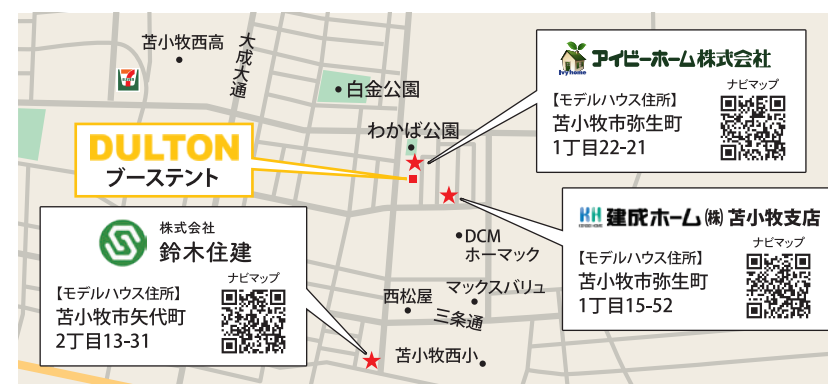 苫小牧西高
大成大通
白金公園
わかば公園
DULTON
ブーステント
Ivy home
アイビーホーム株式会社
ナビマップ
【モデルハウス住所】
苫小牧市弥生町
1丁目22-21
KH
建成ホーム㈱苫小牧支店
ナビマップ
【モデルハウス住所】
苫小牧市弥生町
1丁目15-52
株式会社
鈴木住建
ナビマップ
【モデルハウス住所】
苫小牧市矢代町
2丁目13-31
DCM
ホーマック
西松屋
マックスバリュ
三条通
苫小牧西小